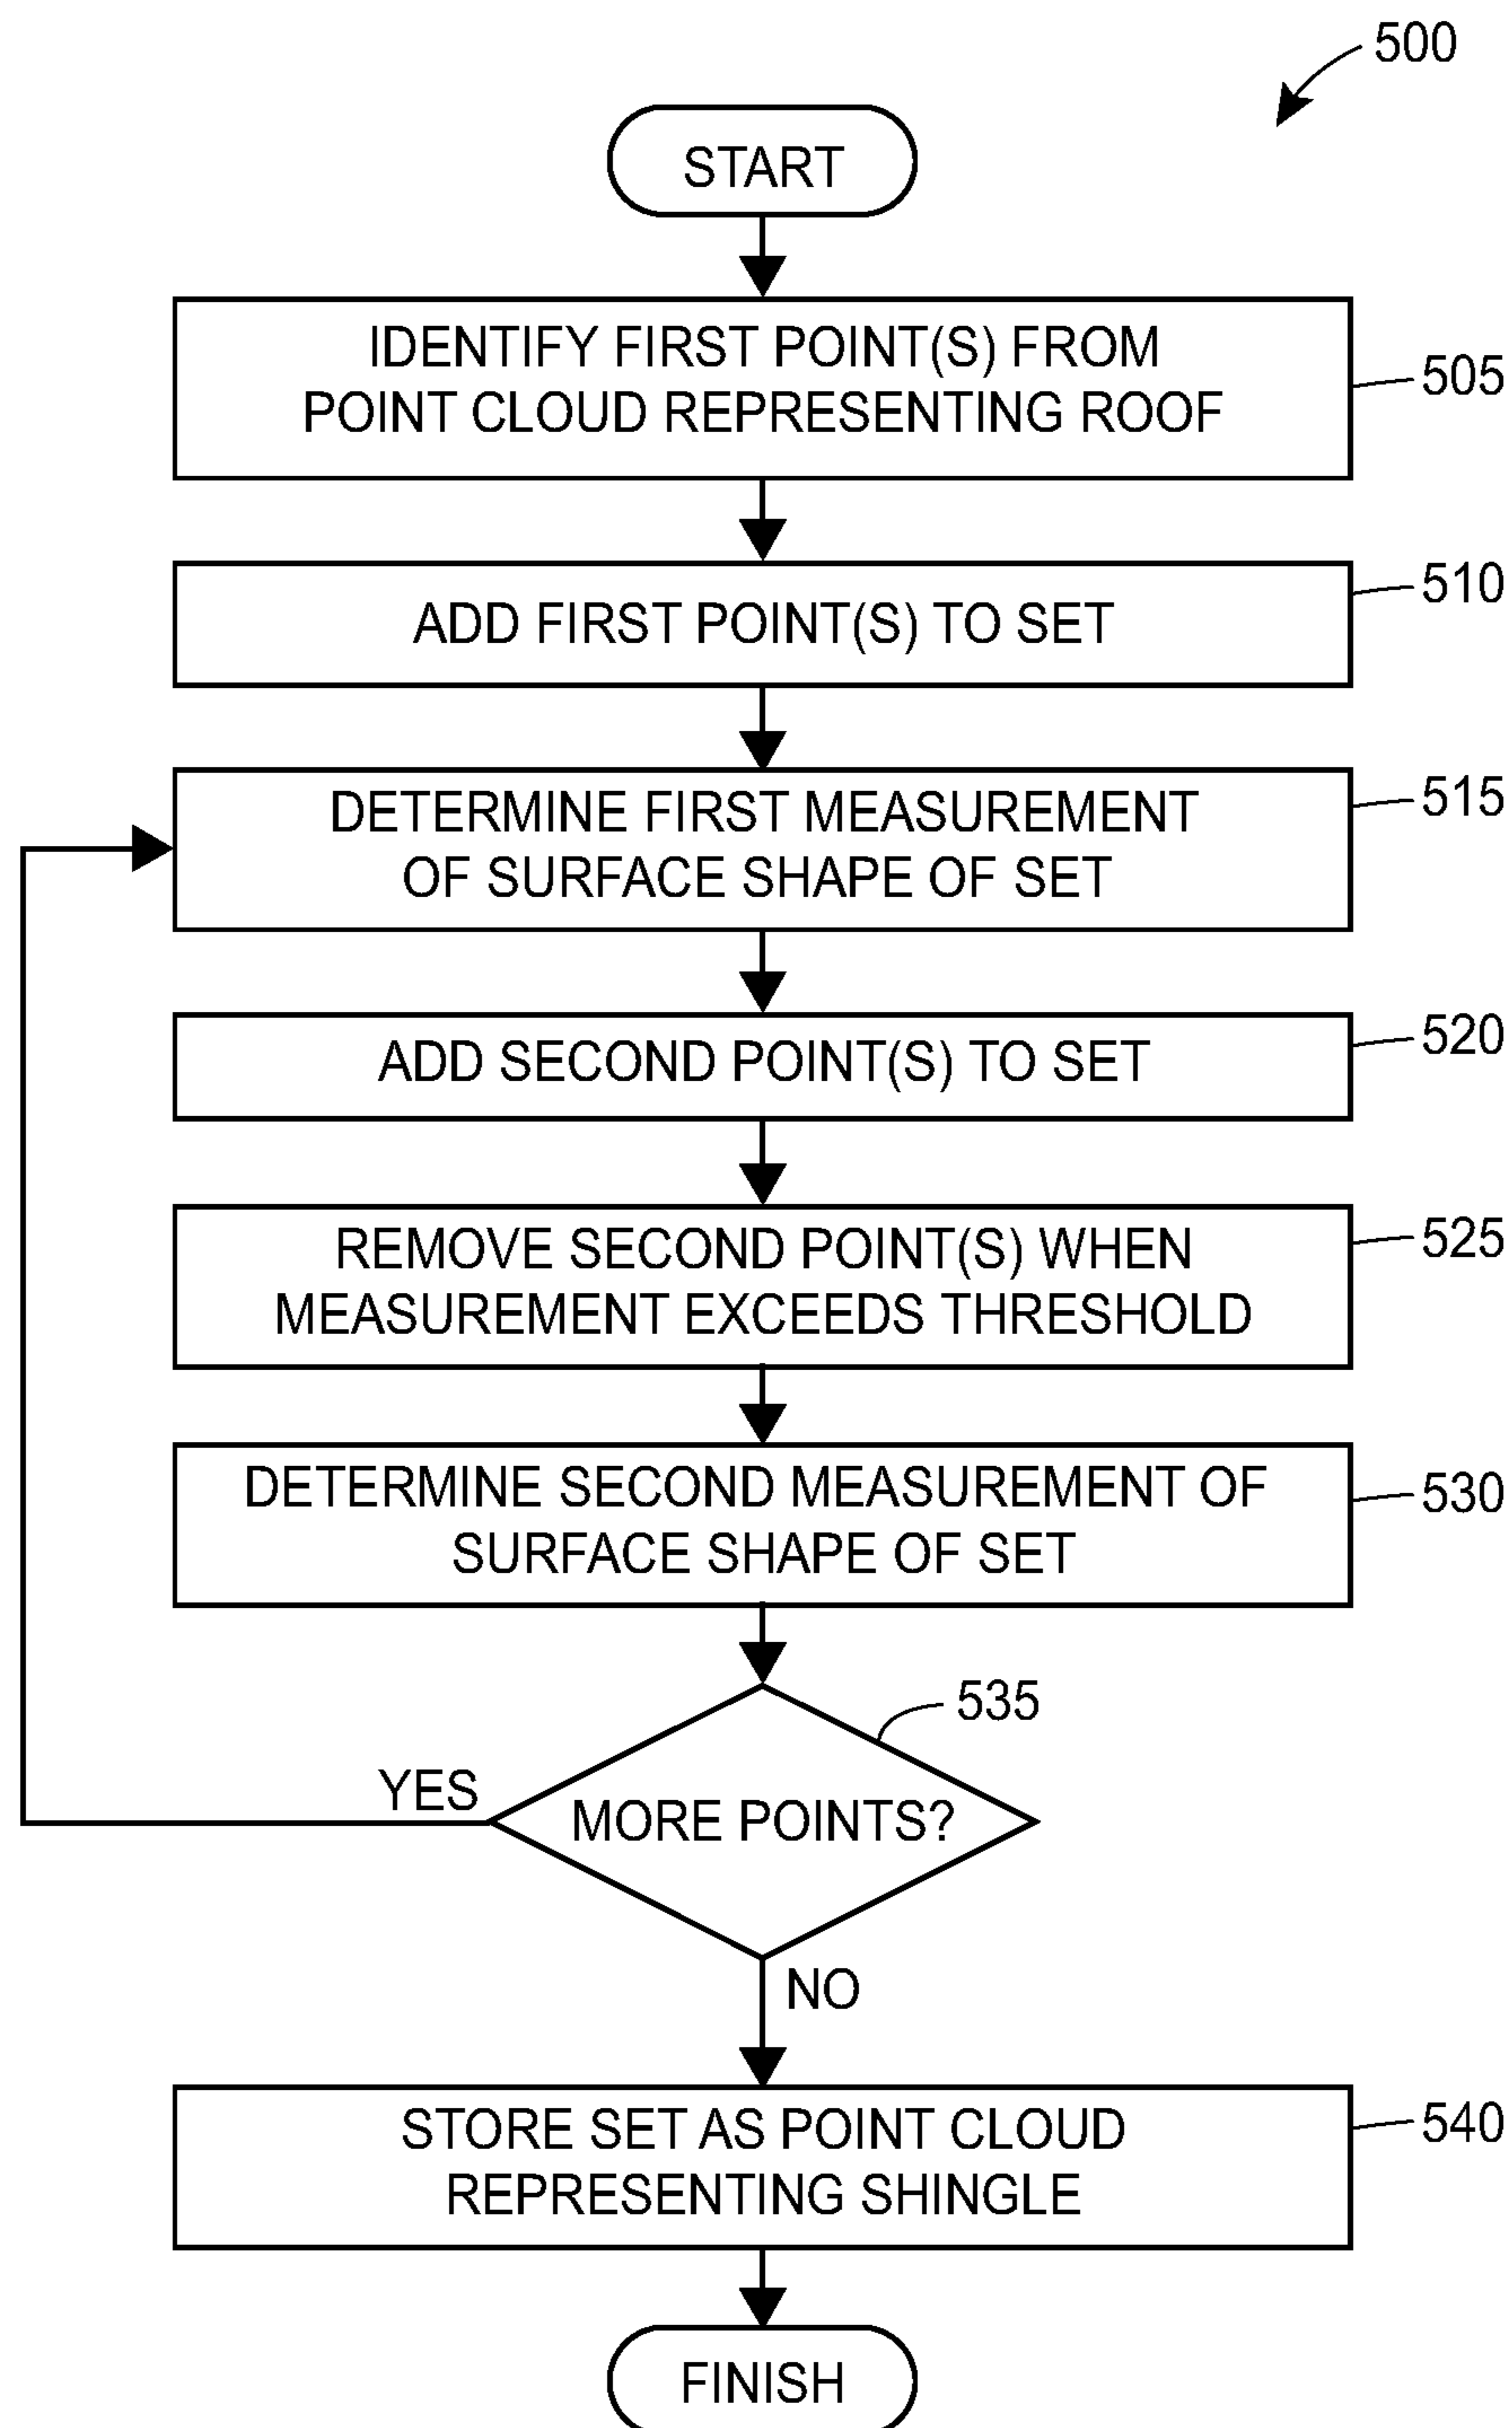 500
START
IDENTIFY FIRST POINT(S) FROM
POINT CLOUD REPRESENTING ROOF
505
ADD FIRST POINT(S) TO SET
510
DETERMINE FIRST MEASUREMENT
OF SURFACE SHAPE OF SET
515
ADD SECOND POINT(S) TO SET
520
REMOVE SECOND POINT(S) WHEN
MEASUREMENT EXCEEDS THRESHOLD
525
DETERMINE SECOND MEASUREMENT OF
SURFACE SHAPE OF SET
530
535
YES
MORE POINTS?
NO
STORE SET AS POINT CLOUD
REPRESENTING SHINGLE
540
FINISH